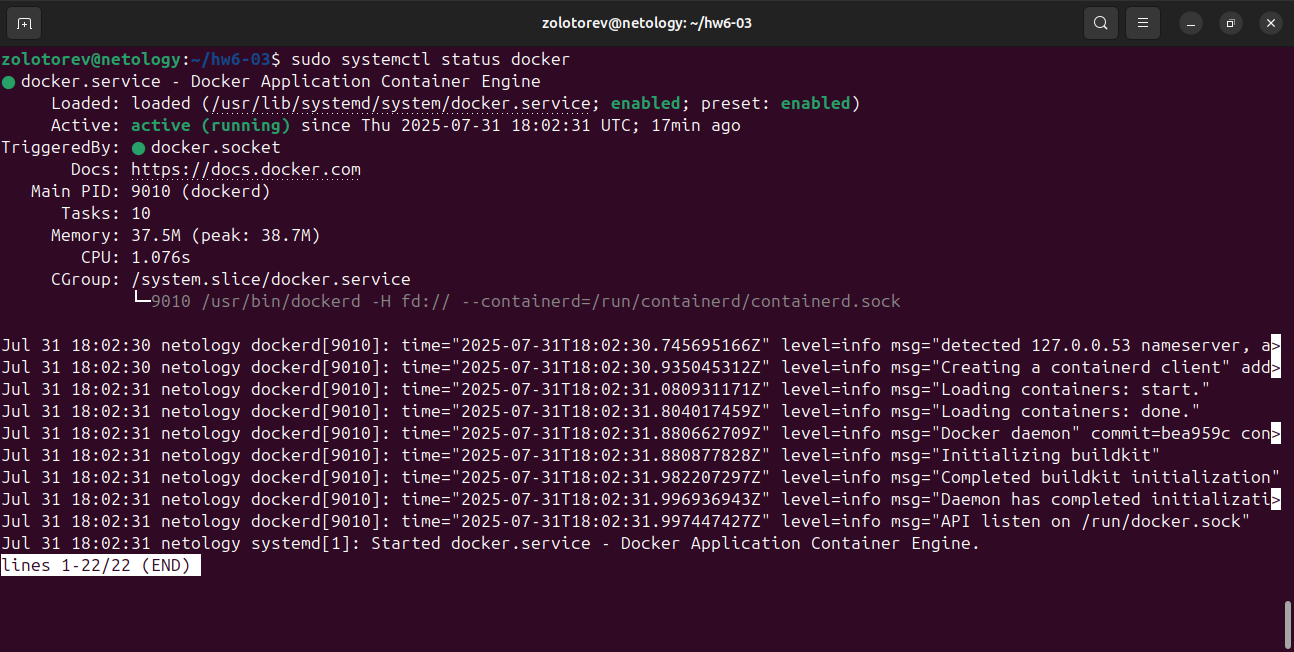 zolotorev@netology: ~/hw6-03
zolotorev@netology:~/hw6-03$ sudo systemctl status docker
● docker.service - Docker Application Container Engine
     Loaded: loaded (/usr/lib/systemd/system/docker.service; enabled; preset: enabled)
     Active: active (running) since Thu 2025-07-31 18:02:31 UTC; 17min ago
TriggeredBy: ● docker.socket
       Docs: https://docs.docker.com
   Main PID: 9010 (dockerd)
      Tasks: 10
     Memory: 37.5M (peak: 38.7M)
        CPU: 1.076s
     CGroup: /system.slice/docker.service
             └─9010 /usr/bin/dockerd -H fd:// --containerd=/run/containerd/containerd.sock
Jul 31 18:02:30 netology dockerd[9010]: time="2025-07-31T18:02:30.745695166Z" level=info msg="detected 127.0.0.53 nameserver, a>
Jul 31 18:02:30 netology dockerd[9010]: time="2025-07-31T18:02:30.935045312Z" level=info msg="Creating a containerd client" add>
Jul 31 18:02:31 netology dockerd[9010]: time="2025-07-31T18:02:31.080931171Z" level=info msg="Loading containers: start."
Jul 31 18:02:31 netology dockerd[9010]: time="2025-07-31T18:02:31.804017459Z" level=info msg="Loading containers: done."
Jul 31 18:02:31 netology dockerd[9010]: time="2025-07-31T18:02:31.880662709Z" level=info msg="Docker daemon" commit=bea959c con>
Jul 31 18:02:31 netology dockerd[9010]: time="2025-07-31T18:02:31.880877828Z" level=info msg="Initializing buildkit"
Jul 31 18:02:31 netology dockerd[9010]: time="2025-07-31T18:02:31.982207297Z" level=info msg="Completed buildkit initialization"
Jul 31 18:02:31 netology dockerd[9010]: time="2025-07-31T18:02:31.996936943Z" level=info msg="Daemon has completed initializati>
Jul 31 18:02:31 netology dockerd[9010]: time="2025-07-31T18:02:31.997447427Z" level=info msg="API listen on /run/docker.sock"
Jul 31 18:02:31 netology systemd[1]: Started docker.service - Docker Application Container Engine.
lines 1-22/22 (END)